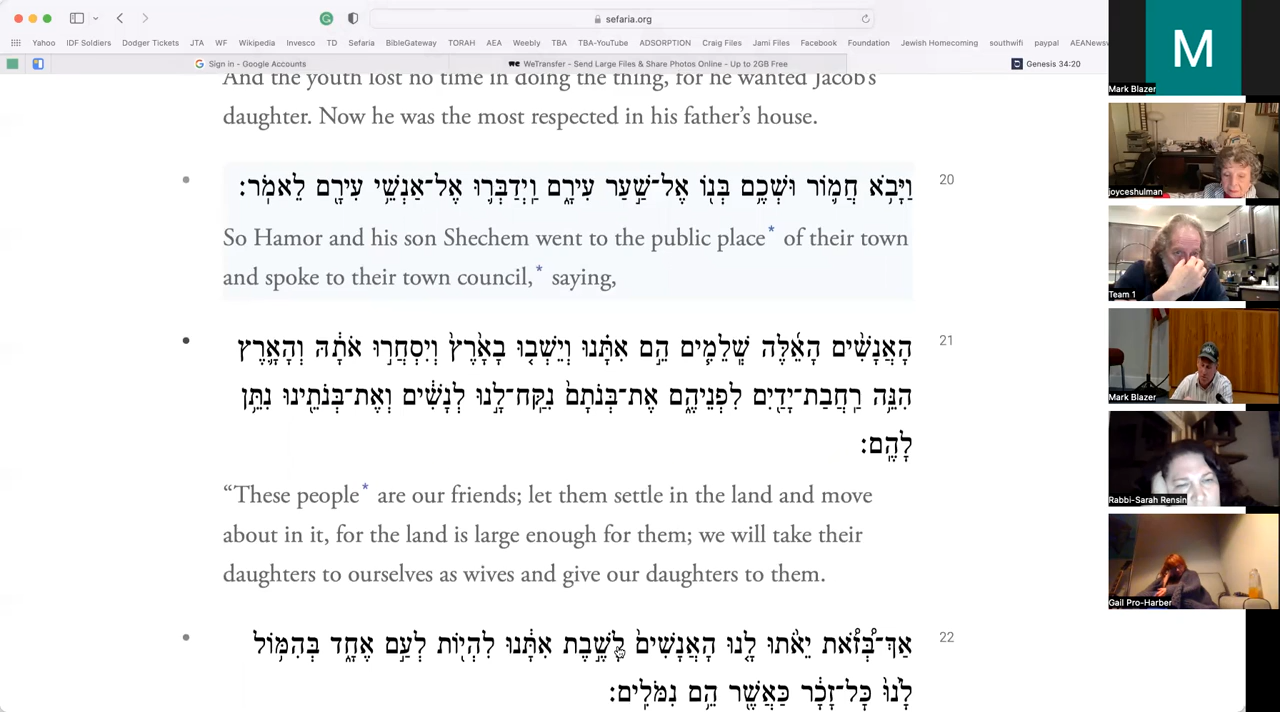 sefaria.org
Yahoo IDF Soldiers Dodger Tickets JTA WF Wikipedia Invesco TD Sefaria BibleGateway TORAH AEA Weebly TBA TBA-YouTube ADSORPTION Craig Files Jami Files Facebook Foundation Jewish Homecoming southwifi paypal AEANewsw
Sign in - Google Accounts WeTransfer - Send Large Files & Share Photos Online - Up to 2GB Free Genesis 34:20
And the youth lost no time in doing the thing, for he wanted Jacob's
daughter. Now he was the most respected in his father's house.
20
וַיָּבֹ֥א חֲמ֛וֹר וּשְׁכֶ֥ם בְּנ֖וֹ אֶל־שַׁ֣עַר עִירָ֑ם וַֽיְדַבְּר֛וּ אֶל־אַנְשֵׁ֥י עִירָ֖ם לֵאמֹֽר׃
So Hamor and his son Shechem went to the public place* of their town
and spoke to their town council,* saying,
21
הָאֲנָשִׁ֨ים הָאֵ֜לֶּה שְֽׁלֵמִ֧ים הֵ֣ם אִתָּ֗נוּ וְיֵשְׁב֤וּ בָאָ֙רֶץ֙ וְיִסְחֲר֣וּ אֹתָ֔הּ וְהָאָ֛רֶץ
הִנֵּ֥ה רַֽחֲבַת־יָדַ֖יִם לִפְנֵיהֶ֑ם אֶת־בְּנֹתָם֙ נִקַּֽח־לָ֣נוּ לְנָשִׁ֔ים וְאֶת־בְּנֹתֵ֖ינוּ נִתֵּ֥ן
לָהֶֽם׃
“These people* are our friends; let them settle in the land and move
about in it, for the land is large enough for them; we will take their
daughters to ourselves as wives and give our daughters to them.
22
אַךְ־בְּ֠זֹ֠את יֵאֹ֨תוּ לָ֤נוּ הָאֲנָשִׁים֙ לָשֶׁ֣בֶת אִתָּ֔נוּ לִהְי֖וֹת לְעַ֣ם אֶחָ֑ד בְּהִמּ֥וֹל
לָ֙נוּ֙ כׇּל־זָכָ֔ר כַּאֲשֶׁ֖ר הֵ֥ם נִמֹּלִֽים׃
M
Mark Blazer
joyceshulman
Team 1
Mark Blazer
Rabbi-Sarah Rensin
Gail Pro-Harber